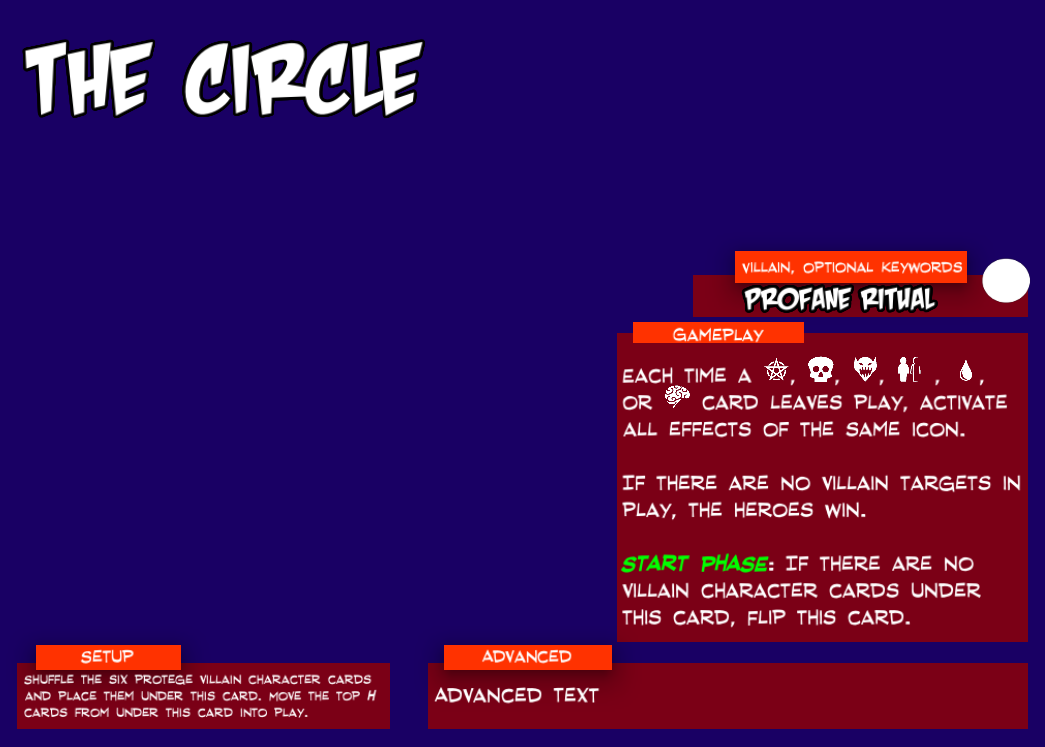 THE CIRCLE
VILLAIN, OPTIONAL KEYWORDS
PROFANE RITUAL
GAMEPLAY
EACH TIME A , , , , ,
OR CARD LEAVES PLAY, ACTIVATE
ALL EFFECTS OF THE SAME ICON.
IF THERE ARE NO VILLAIN TARGETS IN
PLAY, THE HEROES WIN.
START PHASE: IF THERE ARE NO
VILLAIN CHARACTER CARDS UNDER
THIS CARD, FLIP THIS CARD.
SETUP
SHUFFLE THE SIX PROTEGE VILLAIN CHARACTER CARDS
AND PLACE THEM UNDER THIS CARD. MOVE THE TOP H
CARDS FROM UNDER THIS CARD INTO PLAY.
ADVANCED
ADVANCED TEXT